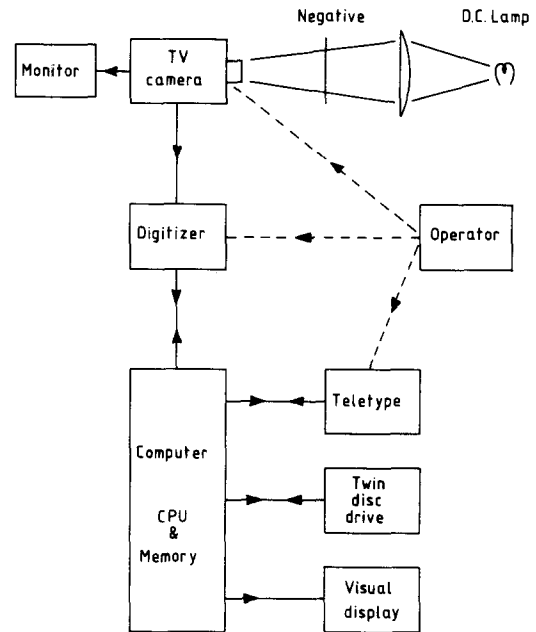 Negative
D.C. Lamp
Monitor
TV
camera
Digitizer
Operator
Teletype
Computer
CPU
&
Memory
Twin
disc
drive
Visual
display